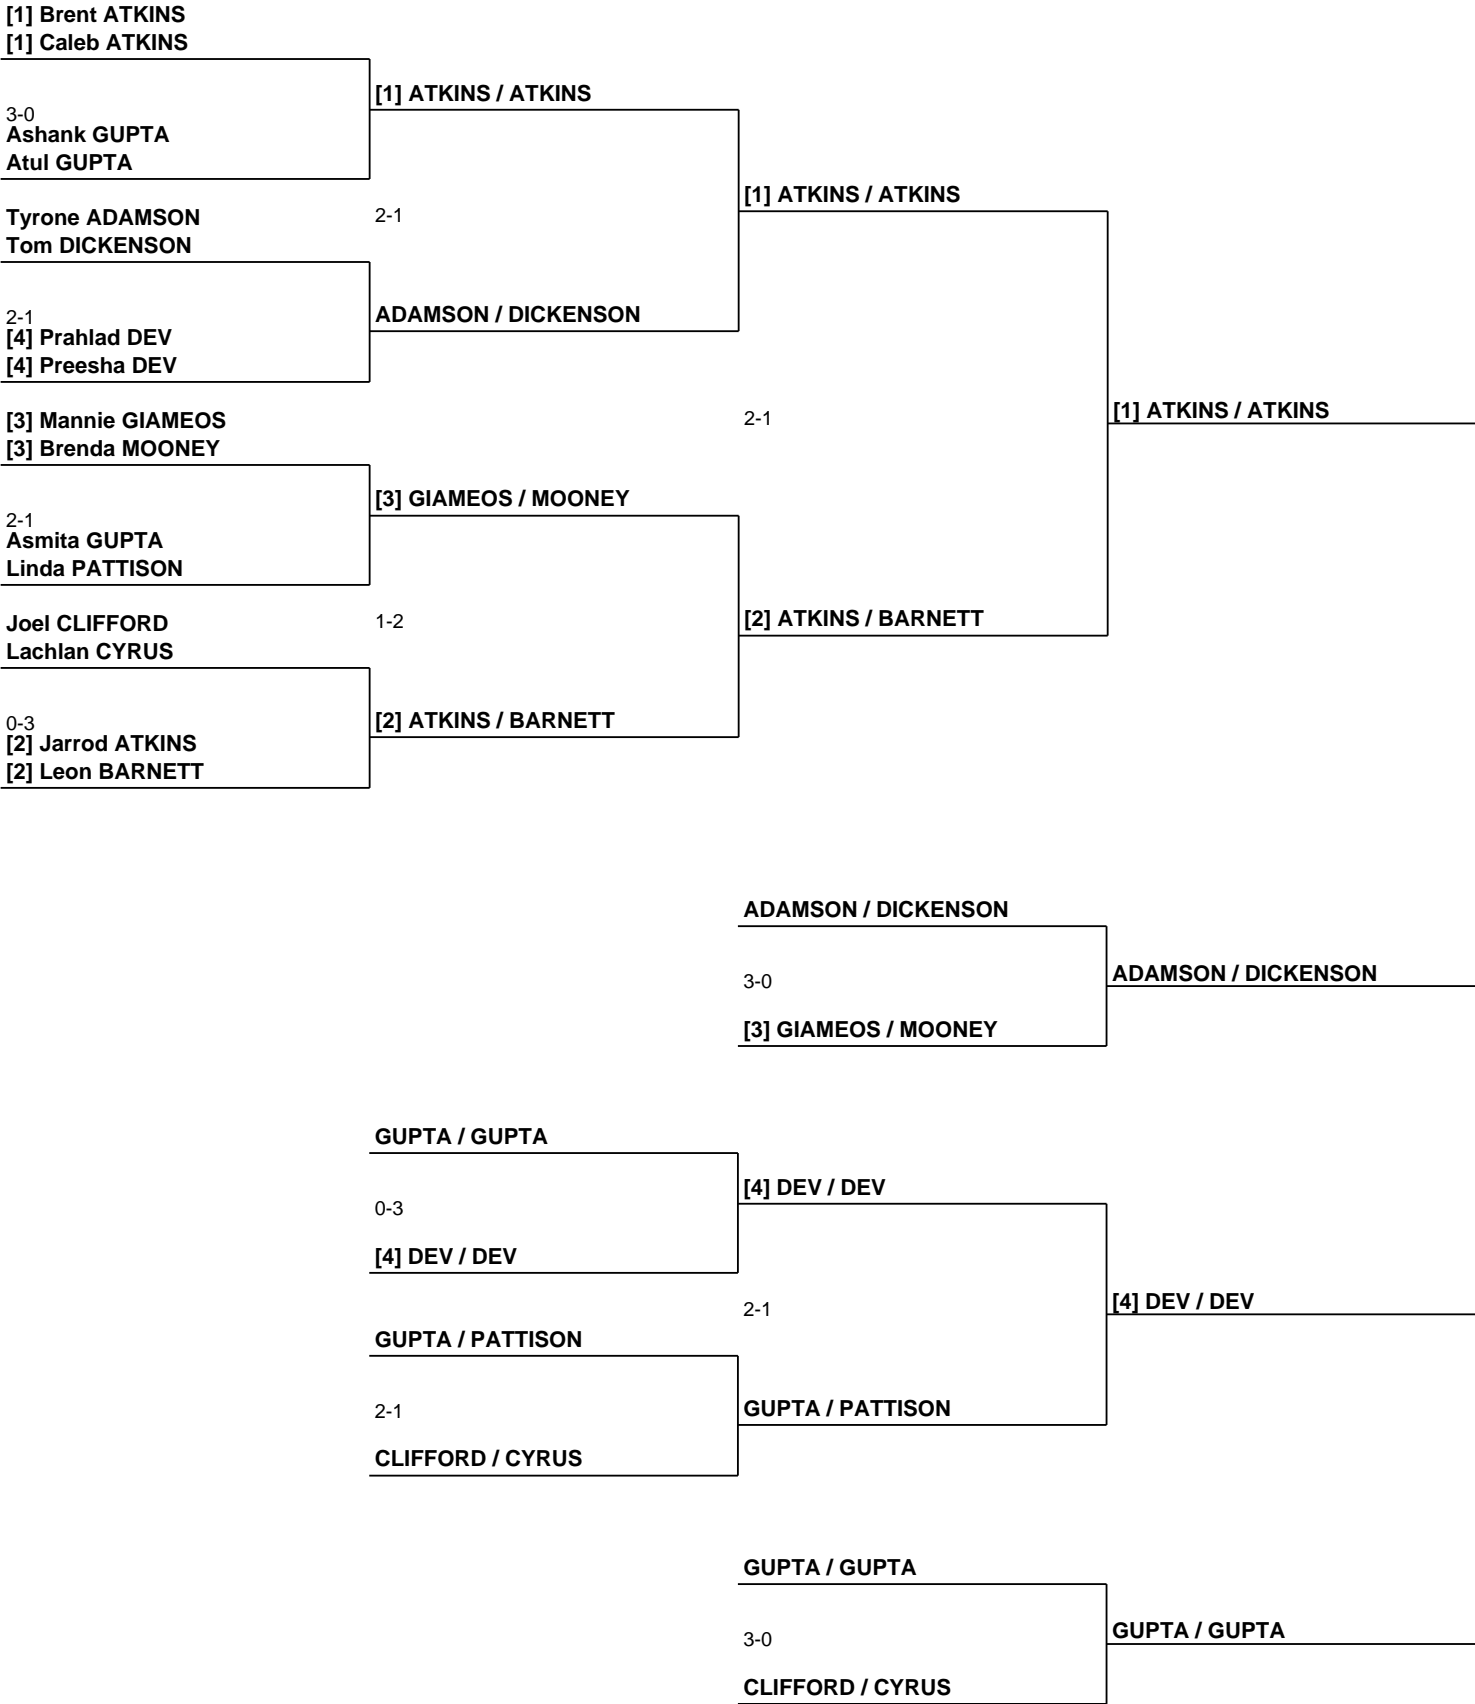 [1] Brent ATKINS
[1] Caleb ATKINS
[1] ATKINS / ATKINS
3-0
Ashank GUPTA
Atul GUPTA
[1] ATKINS / ATKINS
Tyrone ADAMSON
2-1
Tom DICKENSON
ADAMSON / DICKENSON
2-1
[4] Prahlad DEV
[4] Preesha DEV
[1] ATKINS / ATKINS
[3] Mannie GIAMEOS
2-1
[3] Brenda MOONEY
[3] GIAMEOS / MOONEY
2-1
Asmita GUPTA
Linda PATTISON
[2] ATKINS / BARNETT
Joel CLIFFORD
1-2
Lachlan CYRUS
[2] ATKINS / BARNETT
0-3
[2] Jarrod ATKINS
[2] Leon BARNETT
ADAMSON / DICKENSON
ADAMSON / DICKENSON
3-0
[3] GIAMEOS / MOONEY
GUPTA / GUPTA
[4] DEV / DEV
0-3
[4] DEV / DEV
[4] DEV / DEV
2-1
GUPTA / PATTISON
GUPTA / PATTISON
2-1
CLIFFORD / CYRUS
GUPTA / GUPTA
GUPTA / GUPTA
3-0
CLIFFORD / CYRUS